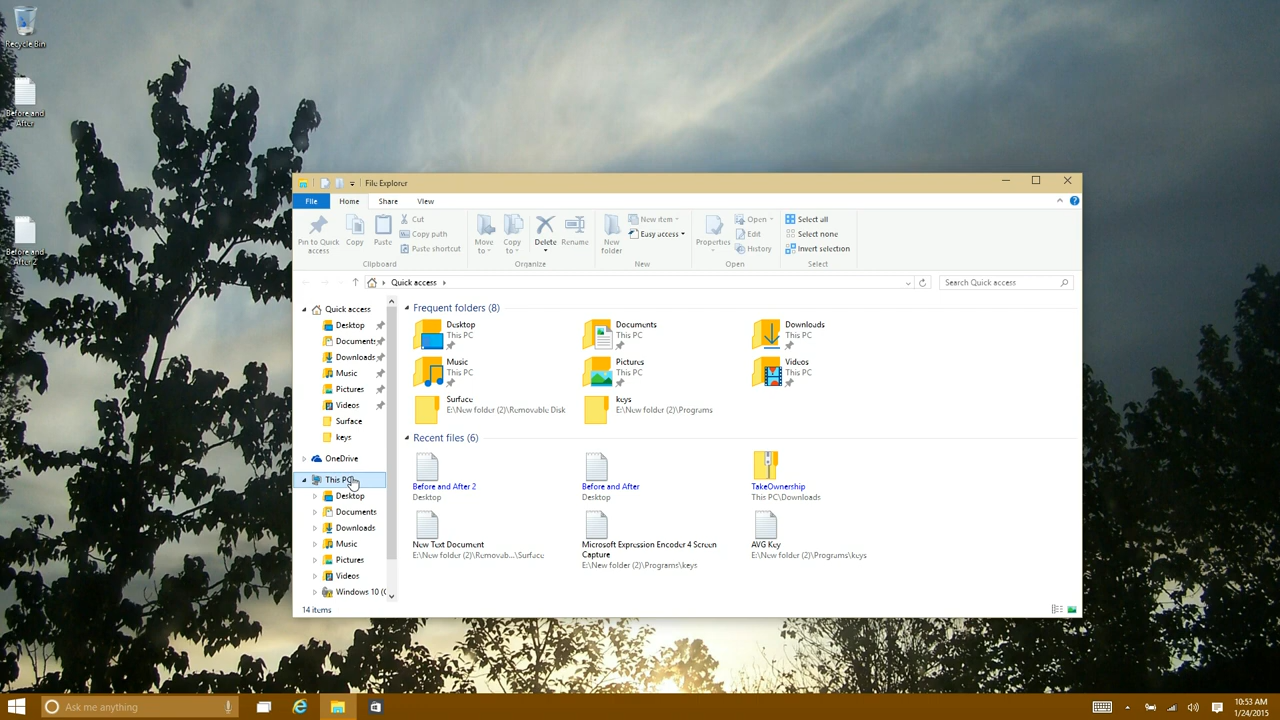 Recycle Bin
Before and
After
Before and
After 2
File Explorer
File
Home
Share
View
Pin to Quick
access
Copy
Paste
Cut
Copy path
Paste shortcut
Clipboard
Move
to
Copy
to
Delete
Rename
Organize
New
folder
New item
Easy access
New
Properties
Open
Edit
History
Open
Select all
Select none
Invert selection
Select
Quick access
Search Quick access
Quick access
Desktop
Documents
Downloads
Music
Pictures
Videos
Surface
keys
OneDrive
This PC
Desktop
Documents
Downloads
Music
Pictures
Videos
Windows 10 (C
Frequent folders (8)
Desktop
This PC
Documents
This PC
Downloads
This PC
Music
This PC
Pictures
This PC
Videos
This PC
Surface
E:\New folder (2)\Removable Disk
keys
E:\New folder (2)\Programs
Recent files (6)
Before and After 2
Desktop
Before and After
Desktop
TakeOwnership
This PC\Downloads
New Text Document
E:\New folder (2)\Remov...\Surface
Microsoft Expression Encoder 4 Screen
Capture
E:\New folder (2)\Programs\keys
AVG Key
E:\New folder (2)\Programs\keys
14 items
Ask me anything
10:53 AM
1/24/2015